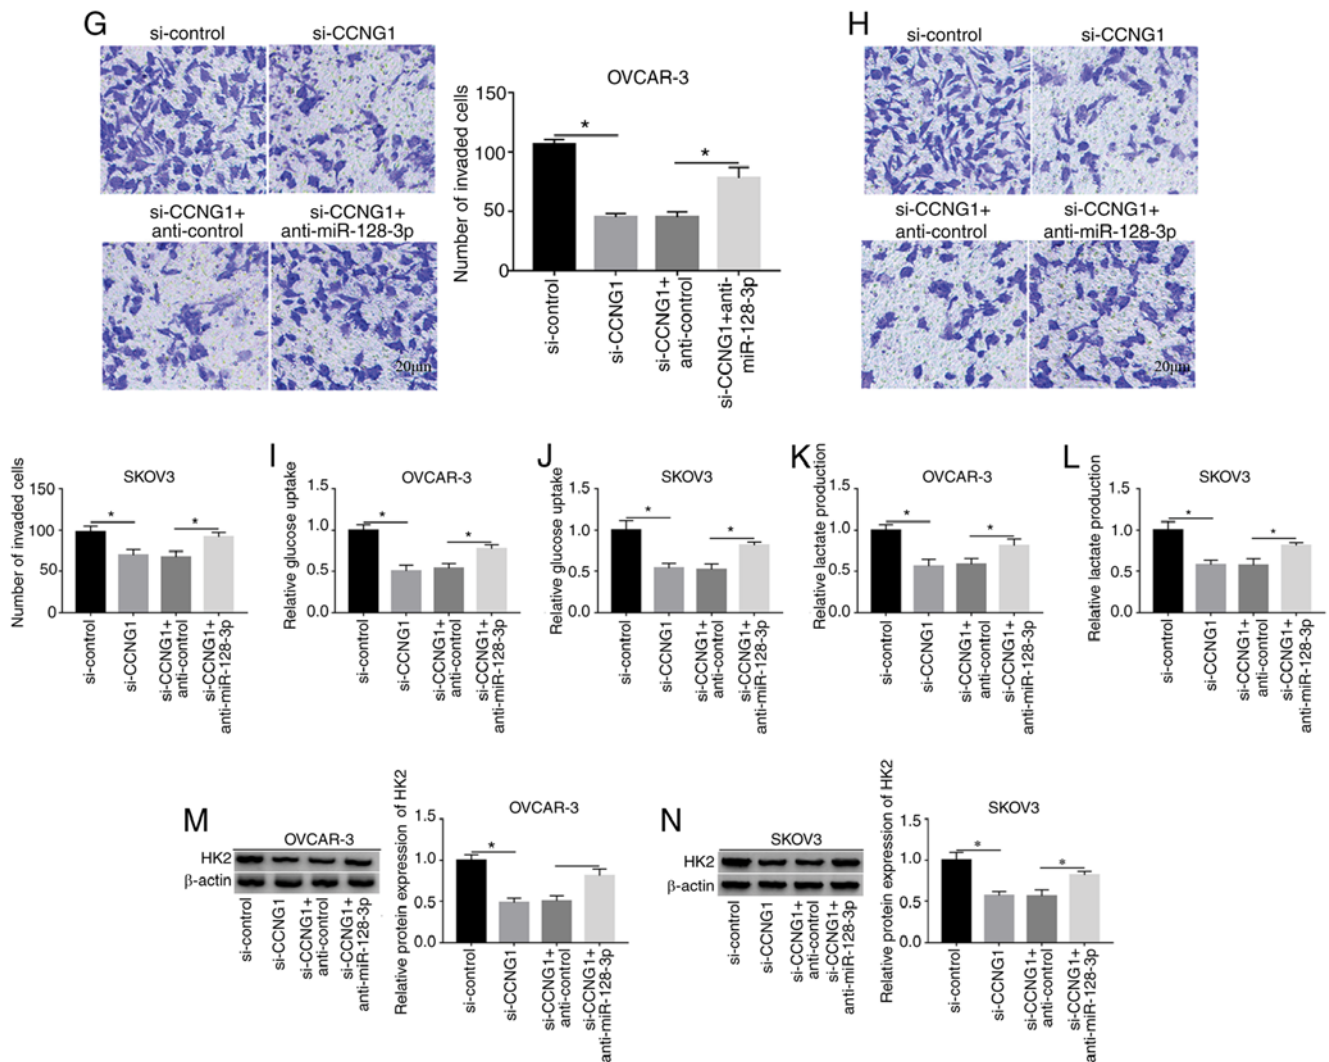 G
si-control
si-CCNG1
si-CCNG1+
anti-control
si-CCNG1+
anti-miR-128-3p
20μm
OVCAR-3
Number of invaded cells
150
100
50
0
*
*
si-control
si-CCNG1
si-CCNG1+
anti-control
si-CCNG1+anti-
miR-128-3p
H
si-control
si-CCNG1
si-CCNG1+
anti-control
si-CCNG1+
anti-miR-128-3p
20μm
SKOV3
Number of invaded cells
150
100
50
0
*
*
si-control
si-CCNG1
si-CCNG1+
anti-control
si-CCNG1+
anti-miR-128-3p
I
OVCAR-3
Relative glucose uptake
1.5
1.0
0.5
0.0
*
*
si-control
si-CCNG1
si-CCNG1+
anti-control
si-CCNG1+
anti-miR-128-3p
J
SKOV3
Relative glucose uptake
1.5
1.0
0.5
0.0
*
*
si-control
si-CCNG1
si-CCNG1+
anti-control
si-CCNG1+
anti-miR-128-3p
K
OVCAR-3
Relative lactate production
1.5
1.0
0.5
0.0
*
*
si-control
si-CCNG1
si-CCNG1+
anti-control
si-CCNG1+
anti-miR-128-3p
L
SKOV3
Relative lactate production
1.5
1.0
0.5
0.0
*
*
si-control
si-CCNG1
si-CCNG1+
anti-control
si-CCNG1+
anti-miR-128-3p
M
OVCAR-3
HK2
β-actin
si-control
si-CCNG1
si-CCNG1+
anti-control
si-CCNG1+
anti-miR-128-3p
OVCAR-3
Relative protein expression of HK2
1.5
1.0
0.5
0.0
*
si-control
si-CCNG1
si-CCNG1+
anti-control
si-CCNG1+
anti-miR-128-3p
N
SKOV3
HK2
β-actin
si-control
si-CCNG1
si-CCNG1+
anti-control
si-CCNG1+
anti-miR-128-3p
SKOV3
Relative protein expression of HK2
1.5
1.0
0.5
0.0
*
*
si-control
si-CCNG1
si-CCNG1+
anti-control
si-CCNG1+
anti-miR-128-3p